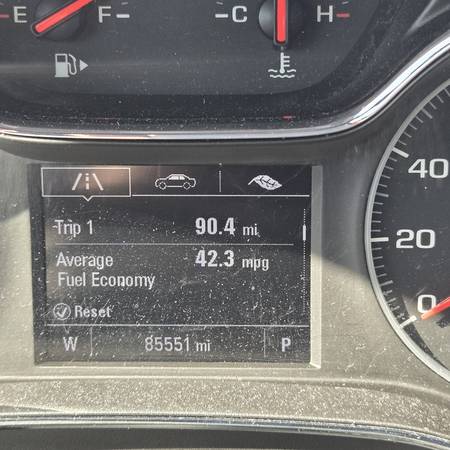 E F C H
Trip 1 90.4 mi
Average 42.3 mpg
Fuel Economy
Reset
W 85551 mi P
40
20
0